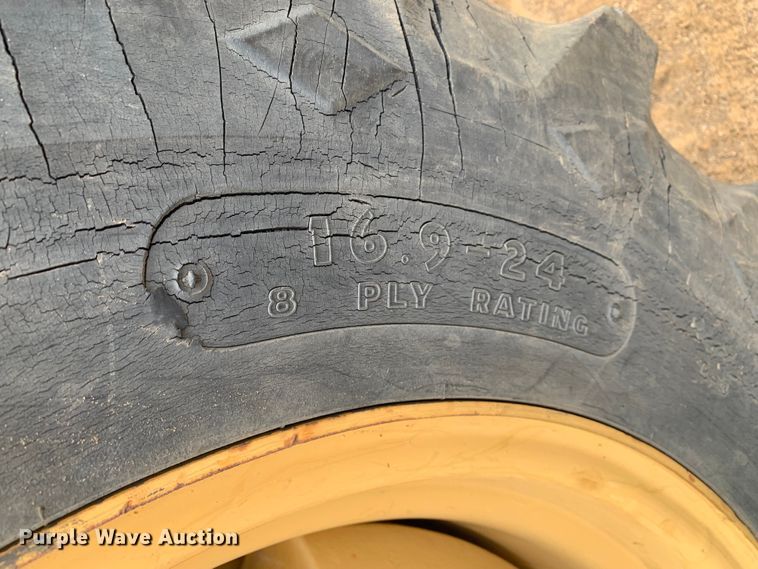 16.9-24
8 PLY RATING
Purple Wave Auction